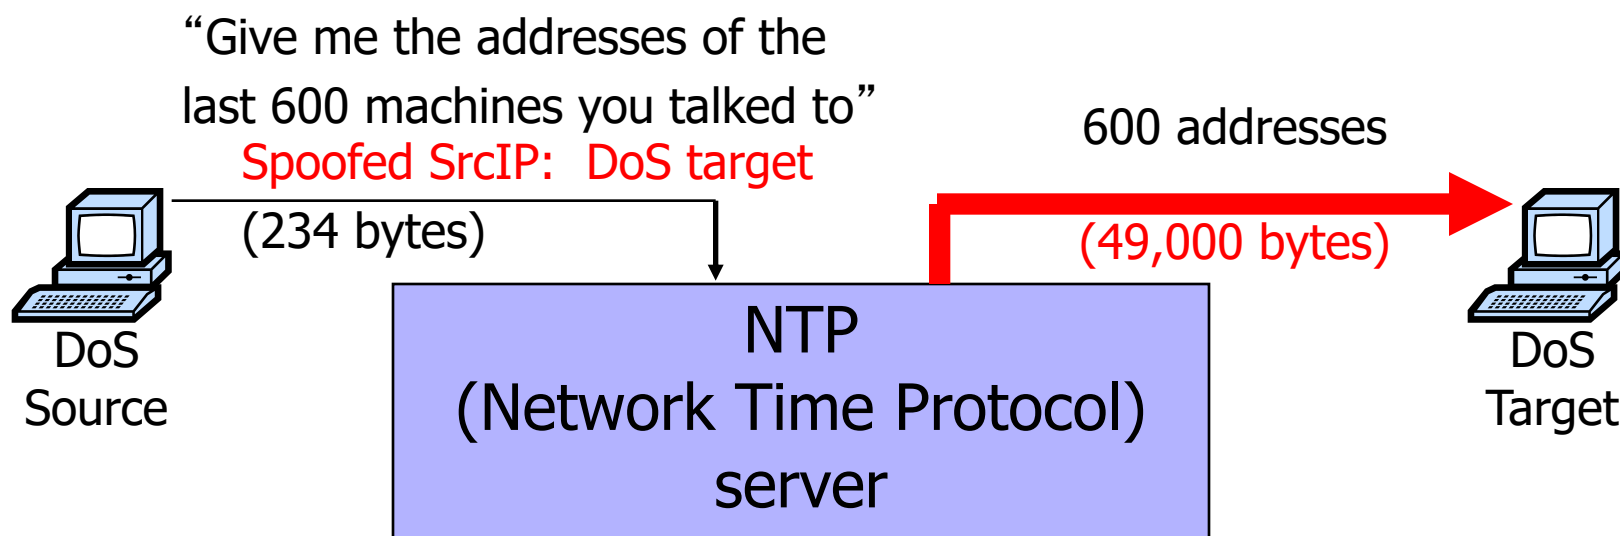 “Give me the addresses of the
last 600 machines you talked to”
Spoofed SrcIP: DoS target
(234 bytes)
600 addresses
(49,000 bytes)
DoS
Source
NTP
(Network Time Protocol)
server
DoS
Target